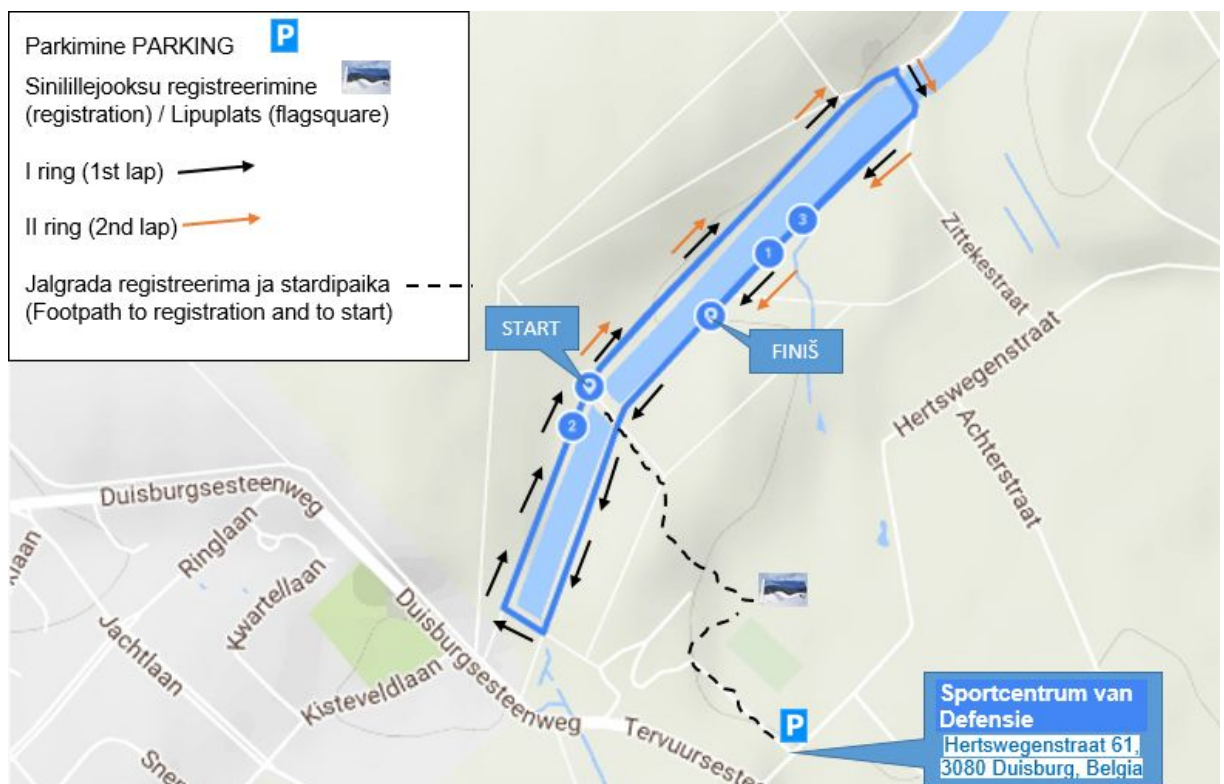 Parkimine PARKING P
Sinilillejooksu registreerimine
(registration) / Lipuplats (flagsquare)
I ring (1st lap)
II ring (2nd lap)
Jalgrada registreerima ja stardipaika
(Footpath to registration and to start)
3
1
Zittekestraat
START
FINIŠ
Hertswegenstraat
2
Achterstraat
Duisburgsesteenweg
Ringlaan
Kwartellaan
Jachtlaan
Duisburgsesteenweg
Kisteveldlaan
P
Sportcentrum van
Defensie
Hertswegenstraat 61,
3080 Duisburg, Belgia